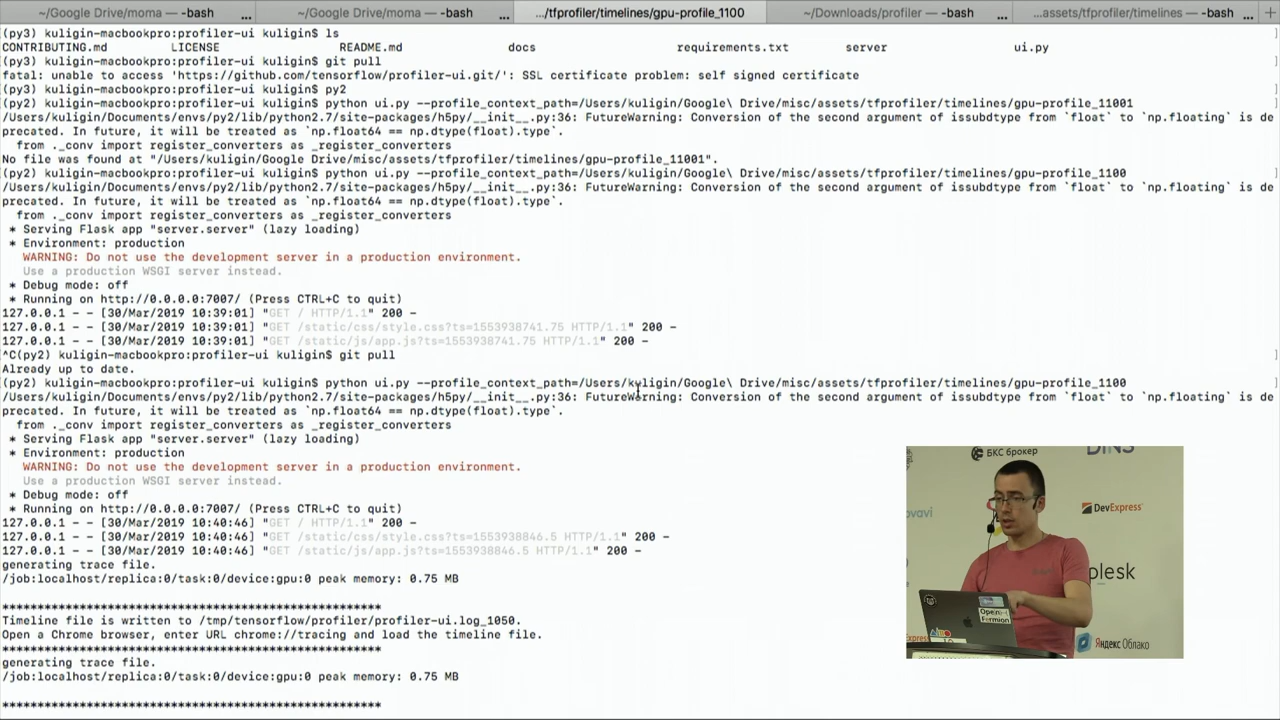 ~/Google Drive/moma — -bash ...
~/Google Drive/moma — -bash ...
.../tfprofiler/timelines/gpu-profile_1100
~/Downloads/profiler — -bash ...
...assets/tfprofiler/timelines — -bash ...
(py3) kuligin-macbookpro:profiler-ui kuligin$ ls
CONTRIBUTING.md LICENSE README.md docs requirements.txt server ui.py
(py3) kuligin-macbookpro:profiler-ui kuligin$ git pull
fatal: unable to access 'https://github.com/tensorflow/profiler-ui.git/': SSL certificate problem: self signed certificate
(py3) kuligin-macbookpro:profiler-ui kuligin$ py2
(py2) kuligin-macbookpro:profiler-ui kuligin$ python ui.py --profile_context_path=/Users/kuligin/Google\ Drive/misc/assets/tfprofiler/timelines/gpu-profile_11001
/Users/kuligin/Documents/envs/py2/lib/python2.7/site-packages/h5py/__init__.py:36: FutureWarning: Conversion of the second argument of issubdtype from `float` to `np.floating` is de
precated. In future, it will be treated as `np.float64 == np.dtype(float).type`.
from ._conv import register_converters as _register_converters
No file was found at "/Users/kuligin/Google Drive/misc/assets/tfprofiler/timelines/gpu-profile_11001".
(py2) kuligin-macbookpro:profiler-ui kuligin$ python ui.py --profile_context_path=/Users/kuligin/Google\ Drive/misc/assets/tfprofiler/timelines/gpu-profile_1100
/Users/kuligin/Documents/envs/py2/lib/python2.7/site-packages/h5py/__init__.py:36: FutureWarning: Conversion of the second argument of issubdtype from `float` to `np.floating` is de
precated. In future, it will be treated as `np.float64 == np.dtype(float).type`.
from ._conv import register_converters as _register_converters
* Serving Flask app "server.server" (lazy loading)
* Environment: production
WARNING: Do not use the development server in a production environment.
Use a production WSGI server instead.
* Debug mode: off
* Running on http://0.0.0.0:7007/ (Press CTRL+C to quit)
127.0.0.1 - - [30/Mar/2019 10:39:01] "GET / HTTP/1.1" 200 -
127.0.0.1 - - [30/Mar/2019 10:39:01] "GET /static/css/style.css?ts=1553938741.75 HTTP/1.1" 200 -
127.0.0.1 - - [30/Mar/2019 10:39:01] "GET /static/js/app.js?ts=1553938741.75 HTTP/1.1" 200 -
^C(py2) kuligin-macbookpro:profiler-ui kuligin$ git pull
Already up to date.
(py2) kuligin-macbookpro:profiler-ui kuligin$ python ui.py --profile_context_path=/Users/kuligin/Google\ Drive/misc/assets/tfprofiler/timelines/gpu-profile_1100
/Users/kuligin/Documents/envs/py2/lib/python2.7/site-packages/h5py/__init__.py:36: FutureWarning: Conversion of the second argument of issubdtype from `float` to `np.floating` is de
precated. In future, it will be treated as `np.float64 == np.dtype(float).type`.
from ._conv import register_converters as _register_converters
* Serving Flask app "server.server" (lazy loading)
* Environment: production
WARNING: Do not use the development server in a production environment.
Use a production WSGI server instead.
* Debug mode: off
* Running on http://0.0.0.0:7007/ (Press CTRL+C to quit)
127.0.0.1 - - [30/Mar/2019 10:40:46] "GET / HTTP/1.1" 200 -
127.0.0.1 - - [30/Mar/2019 10:40:46] "GET /static/css/style.css?ts=1553938846.5 HTTP/1.1" 200 -
127.0.0.1 - - [30/Mar/2019 10:40:46] "GET /static/js/app.js?ts=1553938846.5 HTTP/1.1" 200 -
generating trace file.
/job:localhost/replica:0/task:0/device:gpu:0 peak memory: 0.75 MB
******************************************************
Timeline file is written to /tmp/tensorflow/profiler/profiler-ui.log_1050.
Open a Chrome browser, enter URL chrome://tracing and load the timeline file.
******************************************************
generating trace file.
/job:localhost/replica:0/task:0/device:gpu:0 peak memory: 0.75 MB
******************************************************
БКС брокер
DINS
DevExpress
plesk
Яндекс Облако